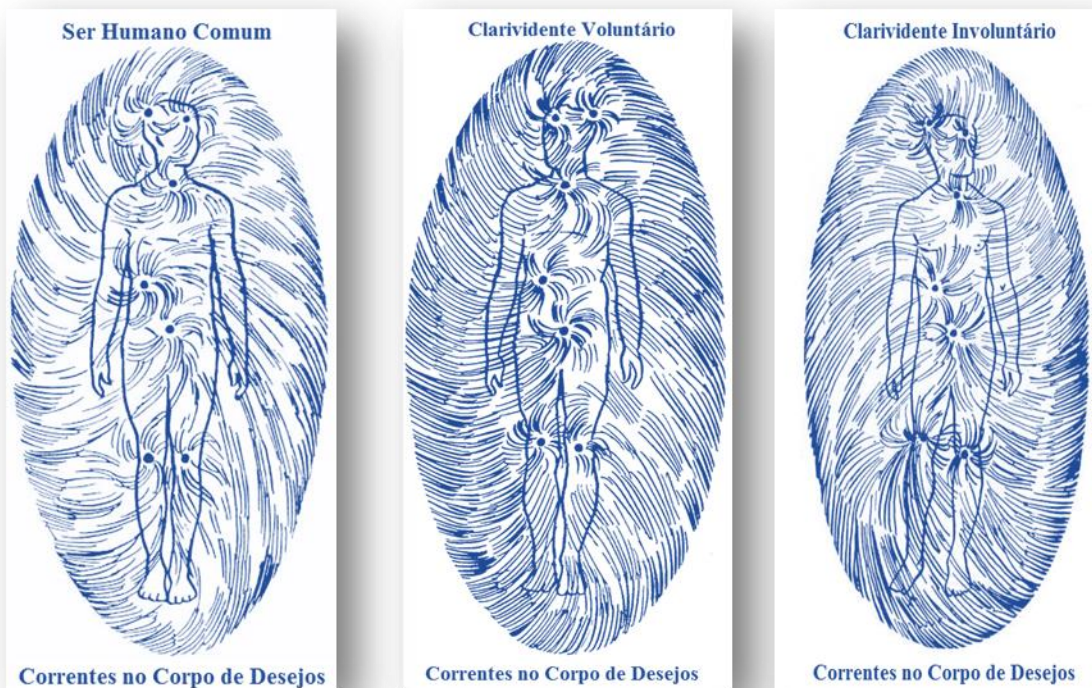 Ser Humano Comum
Correntes no Corpo de Desejos
Clarividente Voluntário
Correntes no Corpo de Desejos
Clarividente Involuntário
Correntes no Corpo de Desejos